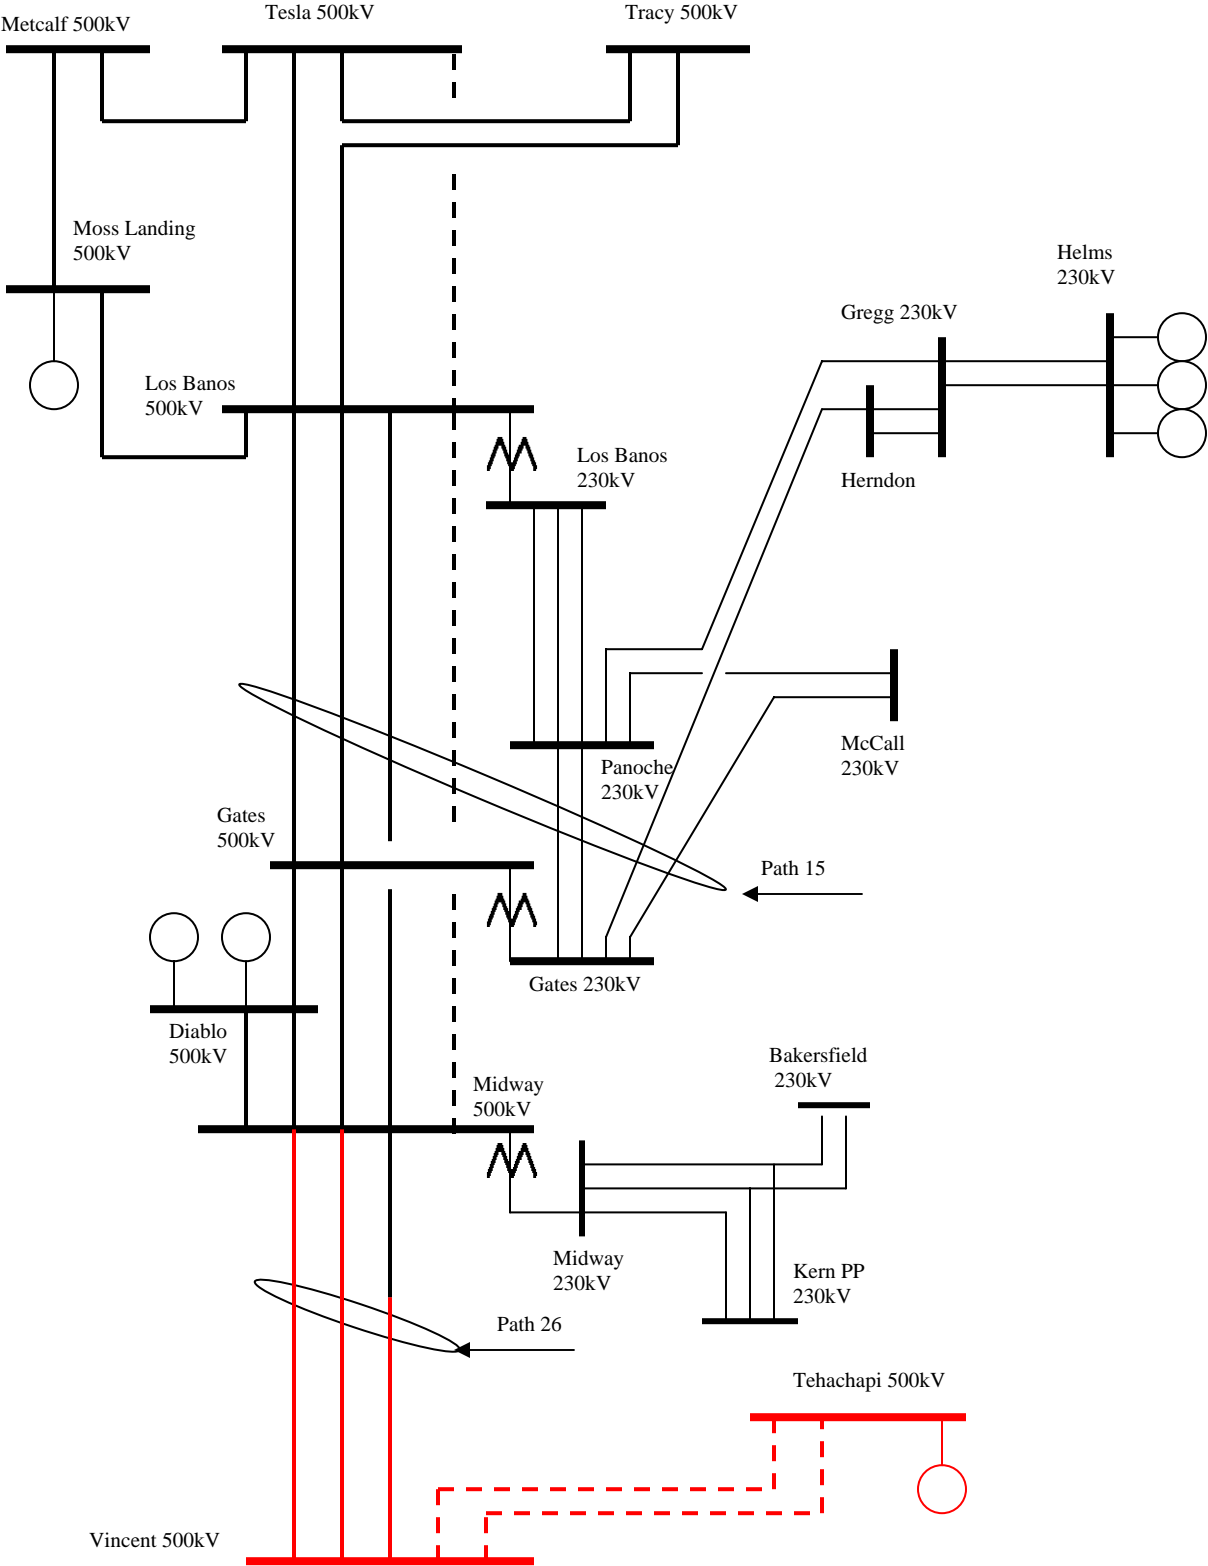 Metcalf 500kV
Tesla 500kV
Tracy 500kV
Moss Landing
500kV
Helms
230kV
Gregg 230kV
Los Banos
500kV
Los Banos
230kV
Herndon
McCall
230kV
Panoche
230kV
Gates
500kV
Path 15
Gates 230kV
Diablo
500kV
Bakersfield
230kV
Midway
500kV
Midway
230kV
Kern PP
230kV
Path 26
Tehachapi 500kV
Vincent 500kV